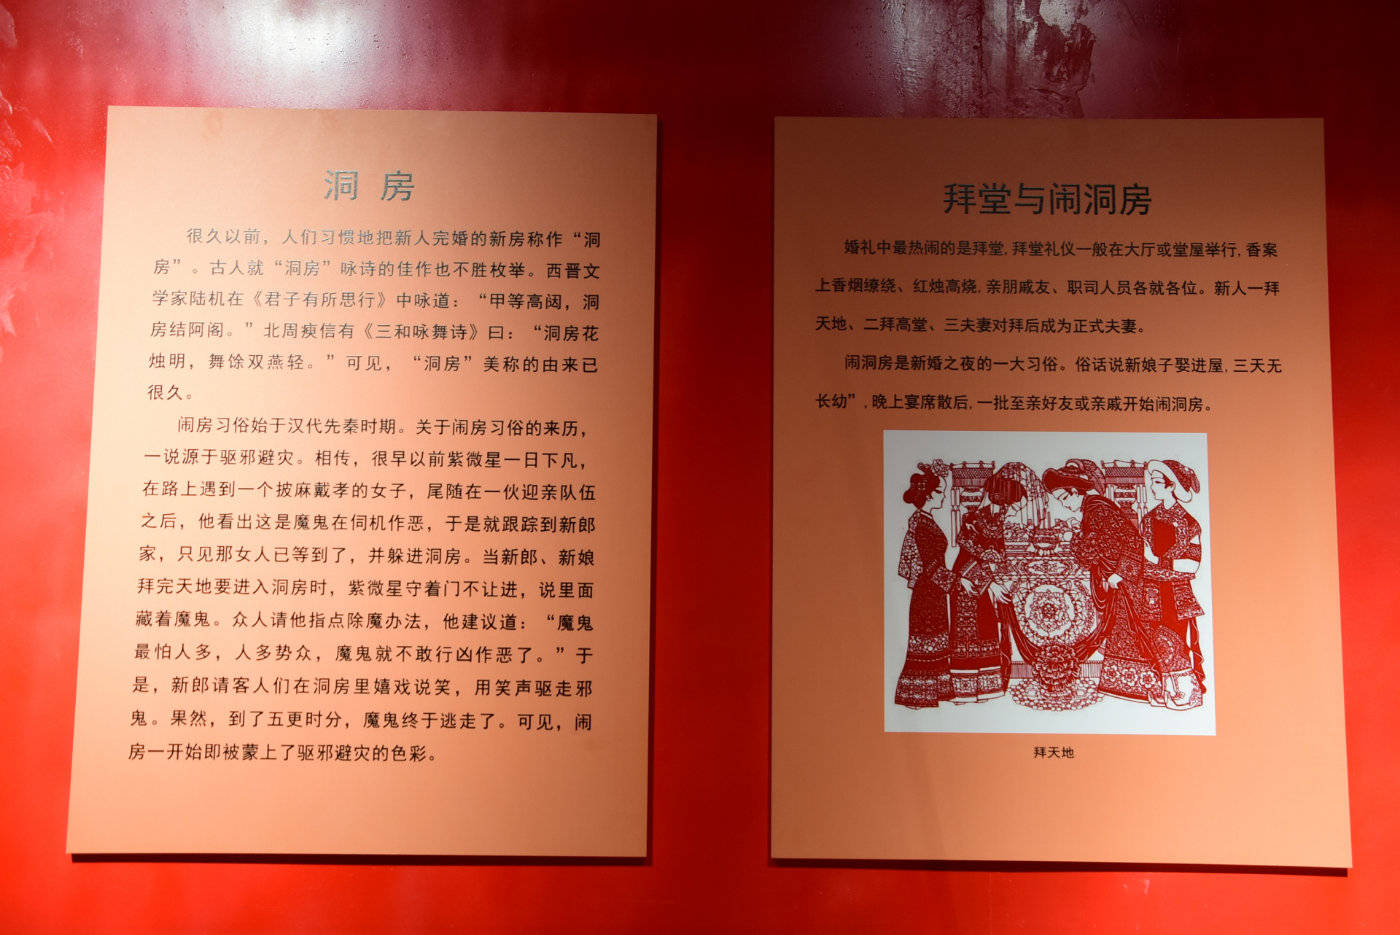 洞 房
很久以前，人们习惯地把新人完婚的新房称作“洞
房”。古人就“洞房”咏诗的佳作也不胜枚举。西晋文
学家陆机在《君子有所思行》中咏道：“甲等高闼，洞
房结阿阁。”北周瘐信有《三和咏舞诗》曰：“洞房花
烛明，舞馀双燕轻。”可见，“洞房”美称的由来已
很久。
闹房习俗始于汉代先秦时期。关于闹房习俗的来历，
一说源于驱邪避灾。相传，很早以前紫微星一日下凡，
在路上遇到一个披麻戴孝的女子，尾随在一伙迎亲队伍
之后，他看出这是魔鬼在伺机作恶，于是就跟踪到新郎
家，只见那女人已等到了，并躲进洞房。当新郎、新娘
拜完天地要进入洞房时，紫微星守着门不让进，说里面
藏着魔鬼。众人请他指点除魔办法，他建议道：“魔鬼
最怕人多，人多势众，魔鬼就不敢行凶作恶了。”于
是，新郎请客人们在洞房里嬉戏说笑，用笑声驱走邪
鬼。果然，到了五更时分，魔鬼终于逃走了。可见，闹
房一开始即被蒙上了驱邪避灾的色彩。
拜堂与闹洞房
婚礼中最热闹的是拜堂,拜堂礼仪一般在大厅或堂屋举行,香案
上香烟缭绕、红烛高烧,亲朋戚友、职司人员各就各位。新人一拜
天地、二拜高堂、三夫妻对拜后成为正式夫妻。
闹洞房是新婚之夜的一大习俗。俗话说新娘子娶进屋,三天无
长幼”,晚上宴席散后,一批至亲好友或亲戚开始闹洞房。
拜天地